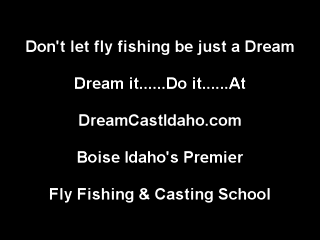 Don't let fly fishing be just a Dream
Dream it......Do it......At
DreamCastIdaho.com
Boise Idaho's Premier
Fly Fishing & Casting School